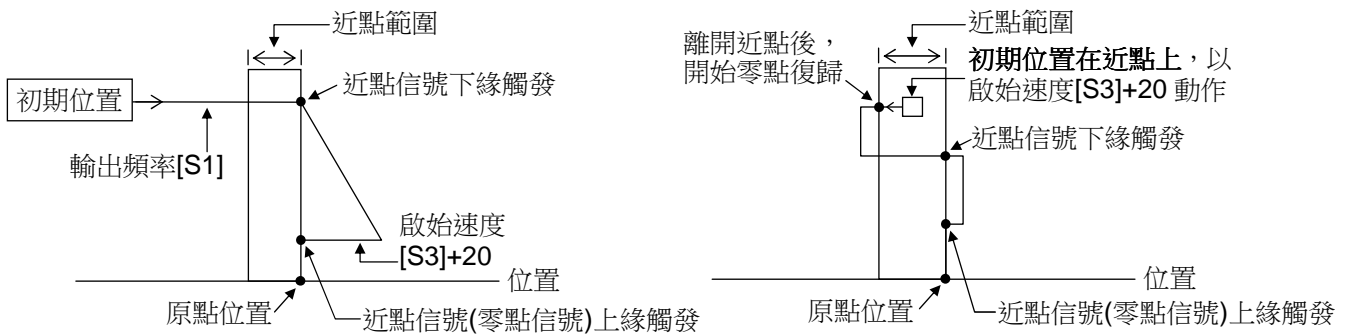 近點範圍
近點信號下緣觸發
初期位置
輸出頻率[S1]
啟始速度
[S3]+20
位置
原點位置
近點信號(零點信號)上緣觸發
近點範圍
離開近點後，
開始零點復歸
初期位置在近點上，以
啟始速度[S3]+20 動作
近點信號下緣觸發
位置
原點位置
近點信號(零點信號)上緣觸發